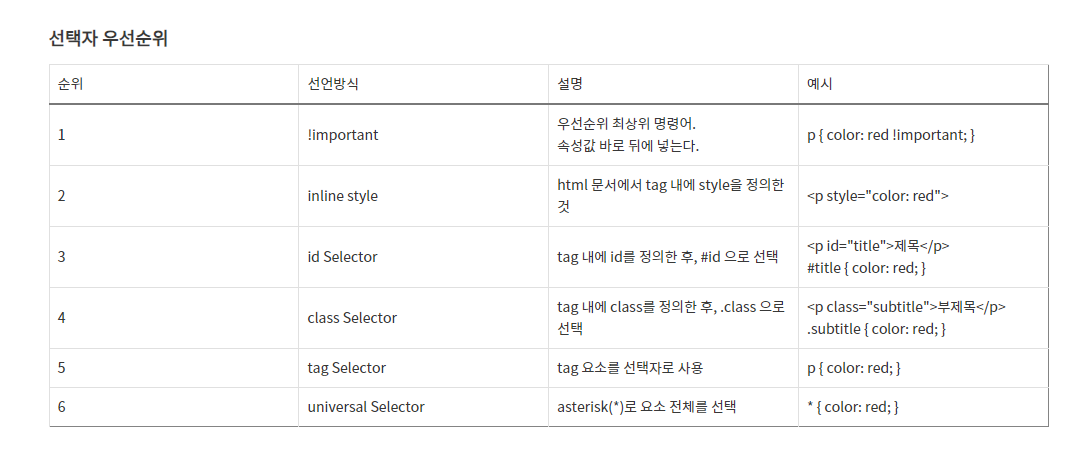 선택자 우선순위
순위 선언방식 설명 예시
1 !important 우선순위 최상위 명령어. p { color: red !important; }
속성값 바로 뒤에 넣는다.
2 inline style html 문서에서 tag 내에 style을 정의한 <p style="color: red">
것
3 id Selector tag 내에 id를 정의한 후, #id 으로 선택 <p id="title">제목</p>
#title { color: red; }
4 class Selector tag 내에 class를 정의한 후, .class 으로 <p class="subtitle">부제목</p>
선택 .subtitle { color: red; }
5 tag Selector tag 요소를 선택자로 사용 p { color: red; }
6 universal Selector asterisk(*)로 요소 전체를 선택 * { color: red; }